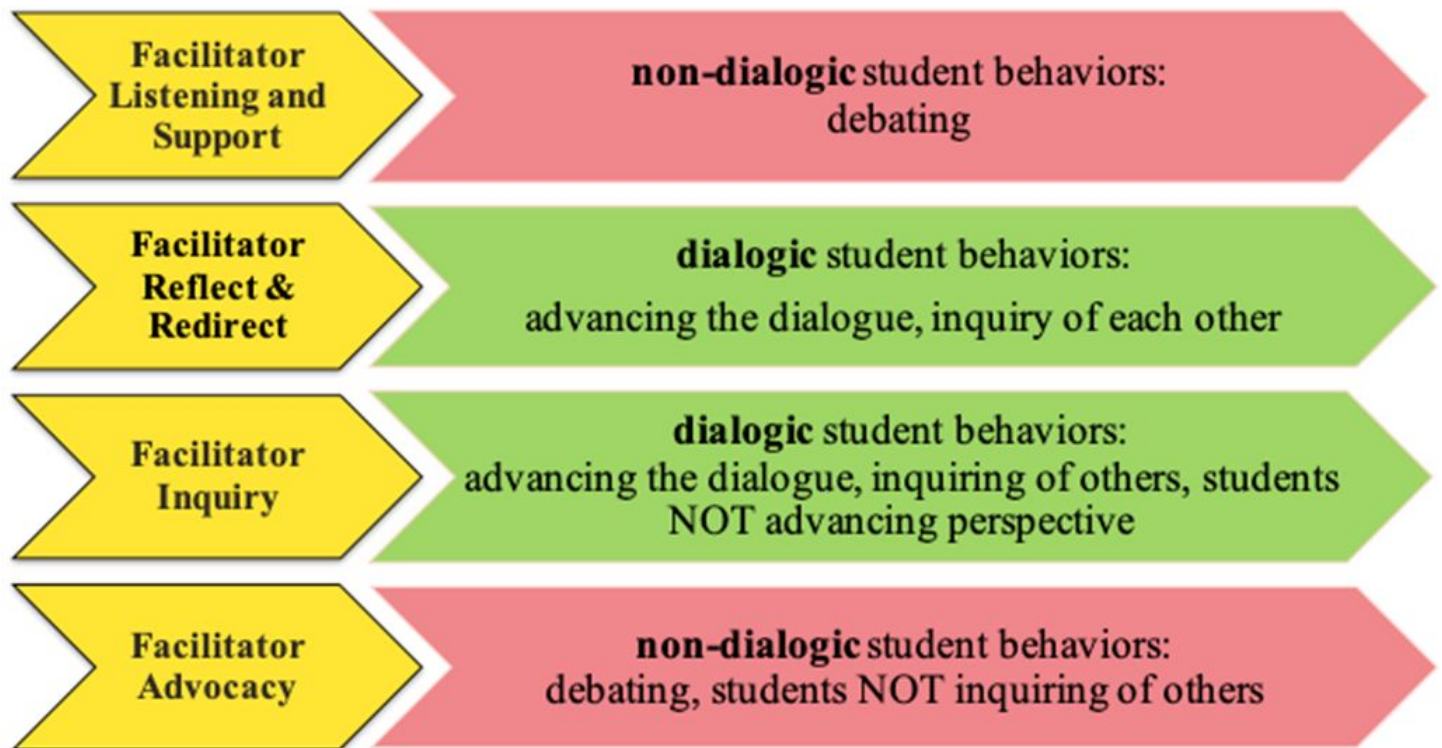 Facilitator
Listening and
Support
non-dialogic student behaviors:
debating
Facilitator
Reflect &
Redirect
dialogic student behaviors:
advancing the dialogue, inquiry of each other
Facilitator
Inquiry
dialogic student behaviors:
advancing the dialogue, inquiring of others, students
NOT advancing perspective
Facilitator
Advocacy
non-dialogic student behaviors:
debating, students NOT inquiring of others